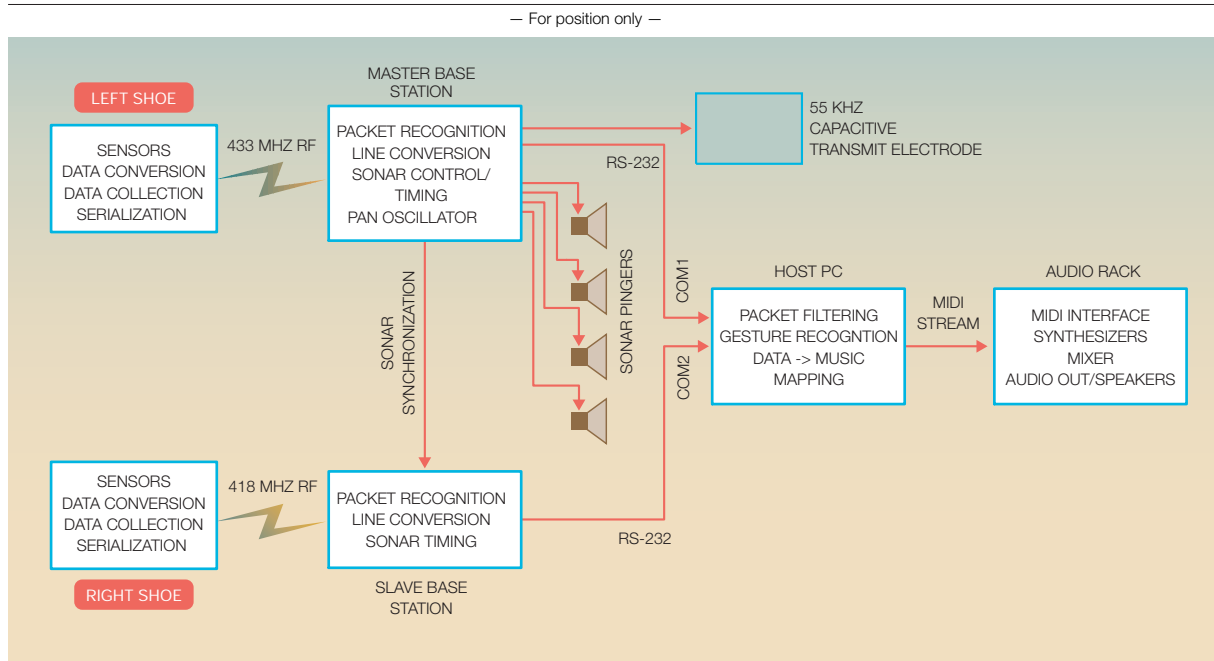 — For position only —
MASTER BASE
STATION
LEFT SHOE
SENSORS
DATA CONVERSION
DATA COLLECTION
SERIALIZATION
433 MHZ RF
PACKET RECOGNITION
LINE CONVERSION
SONAR CONTROL/
TIMING
PAN OSCILLATOR
55 KHZ
CAPACITIVE
TRANSMIT ELECTRODE
RS-232
SONAR
SYNCHRONIZATION
SONAR PINGERS
COM1
COM2
HOST PC
PACKET FILTERING
GESTURE RECOGNTION
DATA -> MUSIC
MAPPING
MIDI
STREAM
AUDIO RACK
MIDI INTERFACE
SYNTHESIZERS
MIXER
AUDIO OUT/SPEAKERS
SENSORS
DATA CONVERSION
DATA COLLECTION
SERIALIZATION
RIGHT SHOE
418 MHZ RF
PACKET RECOGNITION
LINE CONVERSION
SONAR TIMING
SLAVE BASE
STATION
RS-232